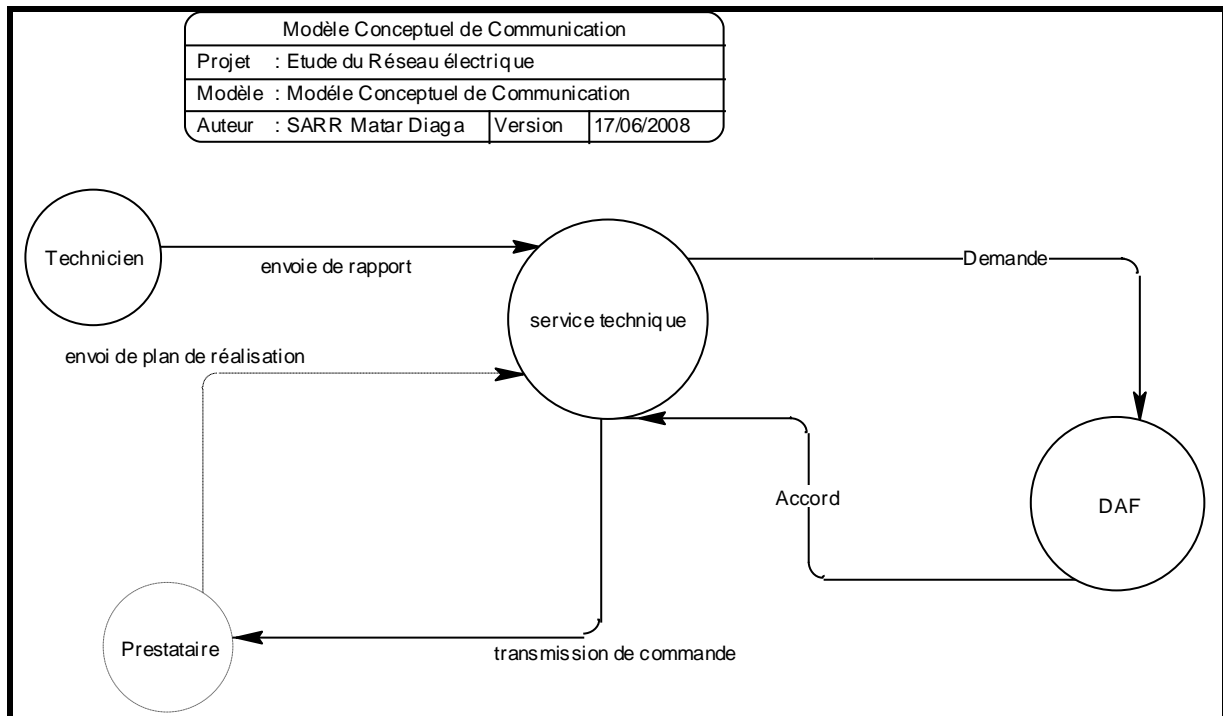 Modèle Conceptuel de Communication
Projet : Etude du Réseau électrique
Modèle : Modéle Conceptuel de Communication
Auteur : SARR Matar Diaga Version 17/06/2008
Technicien
envoie de rapport
Demande
service technique
envoi de plan de réalisation
Accord
DAF
Prestataire
transmission de commande